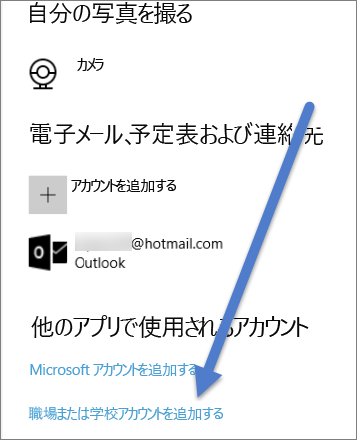 自分の写真を撮る
カメラ
電子メール、予定表および連絡先
アカウントを追加する
@hotmail.com
Outlook
他のアプリで使用されるアカウント
Microsoft アカウントを追加する
職場または学校アカウントを追加する